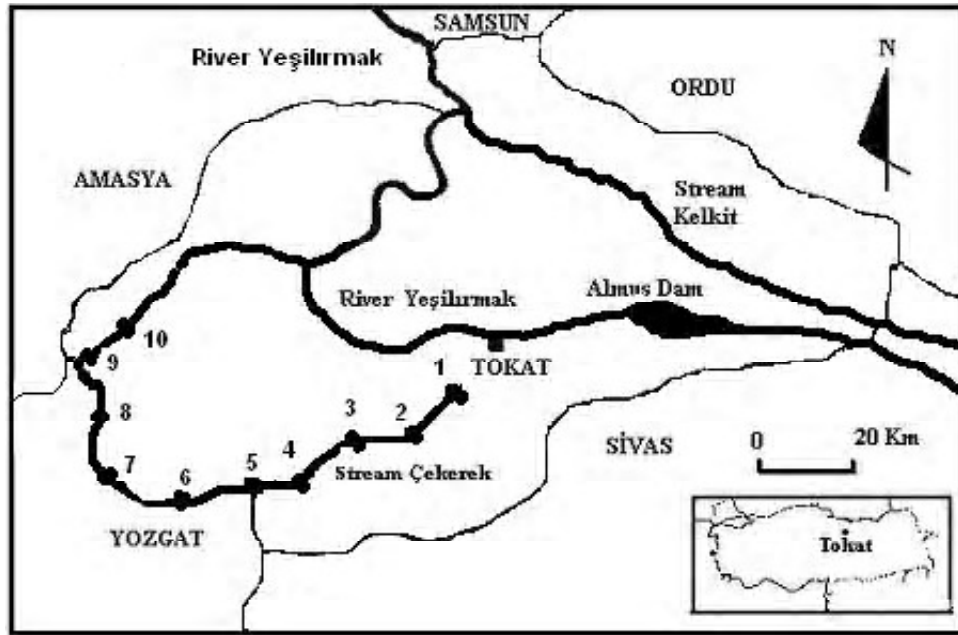 SAMSUN
River Yeşilırmak
N
ORDU
AMASYA
Stream
Kelkit
River Yeşilırmak
Almus Dam
10
9
TOKAT
1
8
3
2
SİVAS
0
20 Km
4
5
7
6
Stream Çekerek
YOZGAT
Tokat